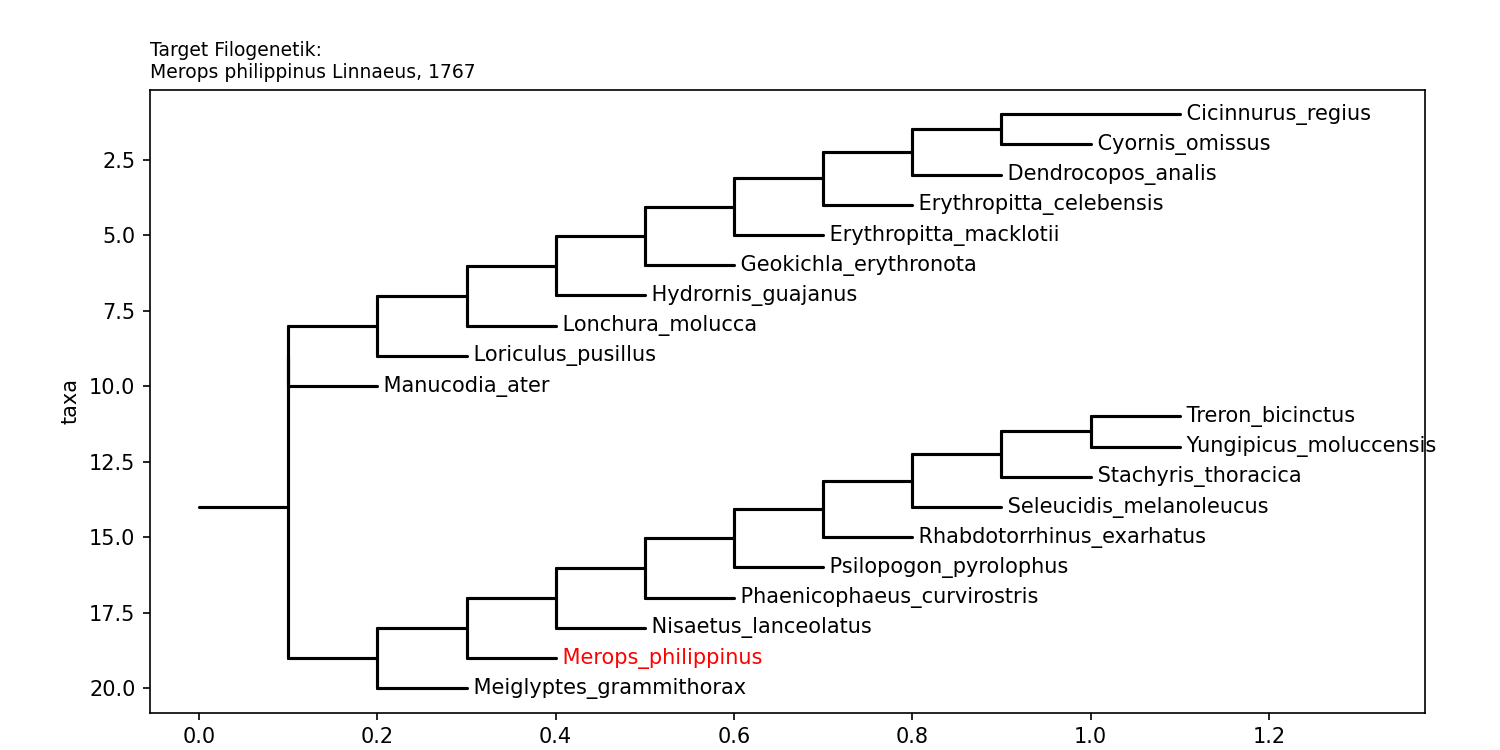 Target Filogenetik:
Merops philippinus Linnaeus, 1767
Cicinnurus_regius
Cyornis_omissus
2.5
Dendrocopos_analis
Erythropitta_celebensis
5.0
Erythropitta_macklotii
Geokichla_erythronota
Hydrornis_guajanus
7.5
Lonchura_molucca
Loriculus_pusillus
10.0
Manucodia_ater
taxa
Treron_bicinctus
Yungipicus_moluccensis
12.5
Stachyris_thoracica
Seleucidis_melanoleucus
15.0
Rhabdotorrhinus_exarhatus
Psilopogon_pyrolophus
Phaenicophaeus_curvirostris
17.5
Nisaetus_lanceolatus
Merops_philippinus
20.0
Meiglyptes_grammithorax
0.0 0.2 0.4 0.6 0.8 1.0 1.2